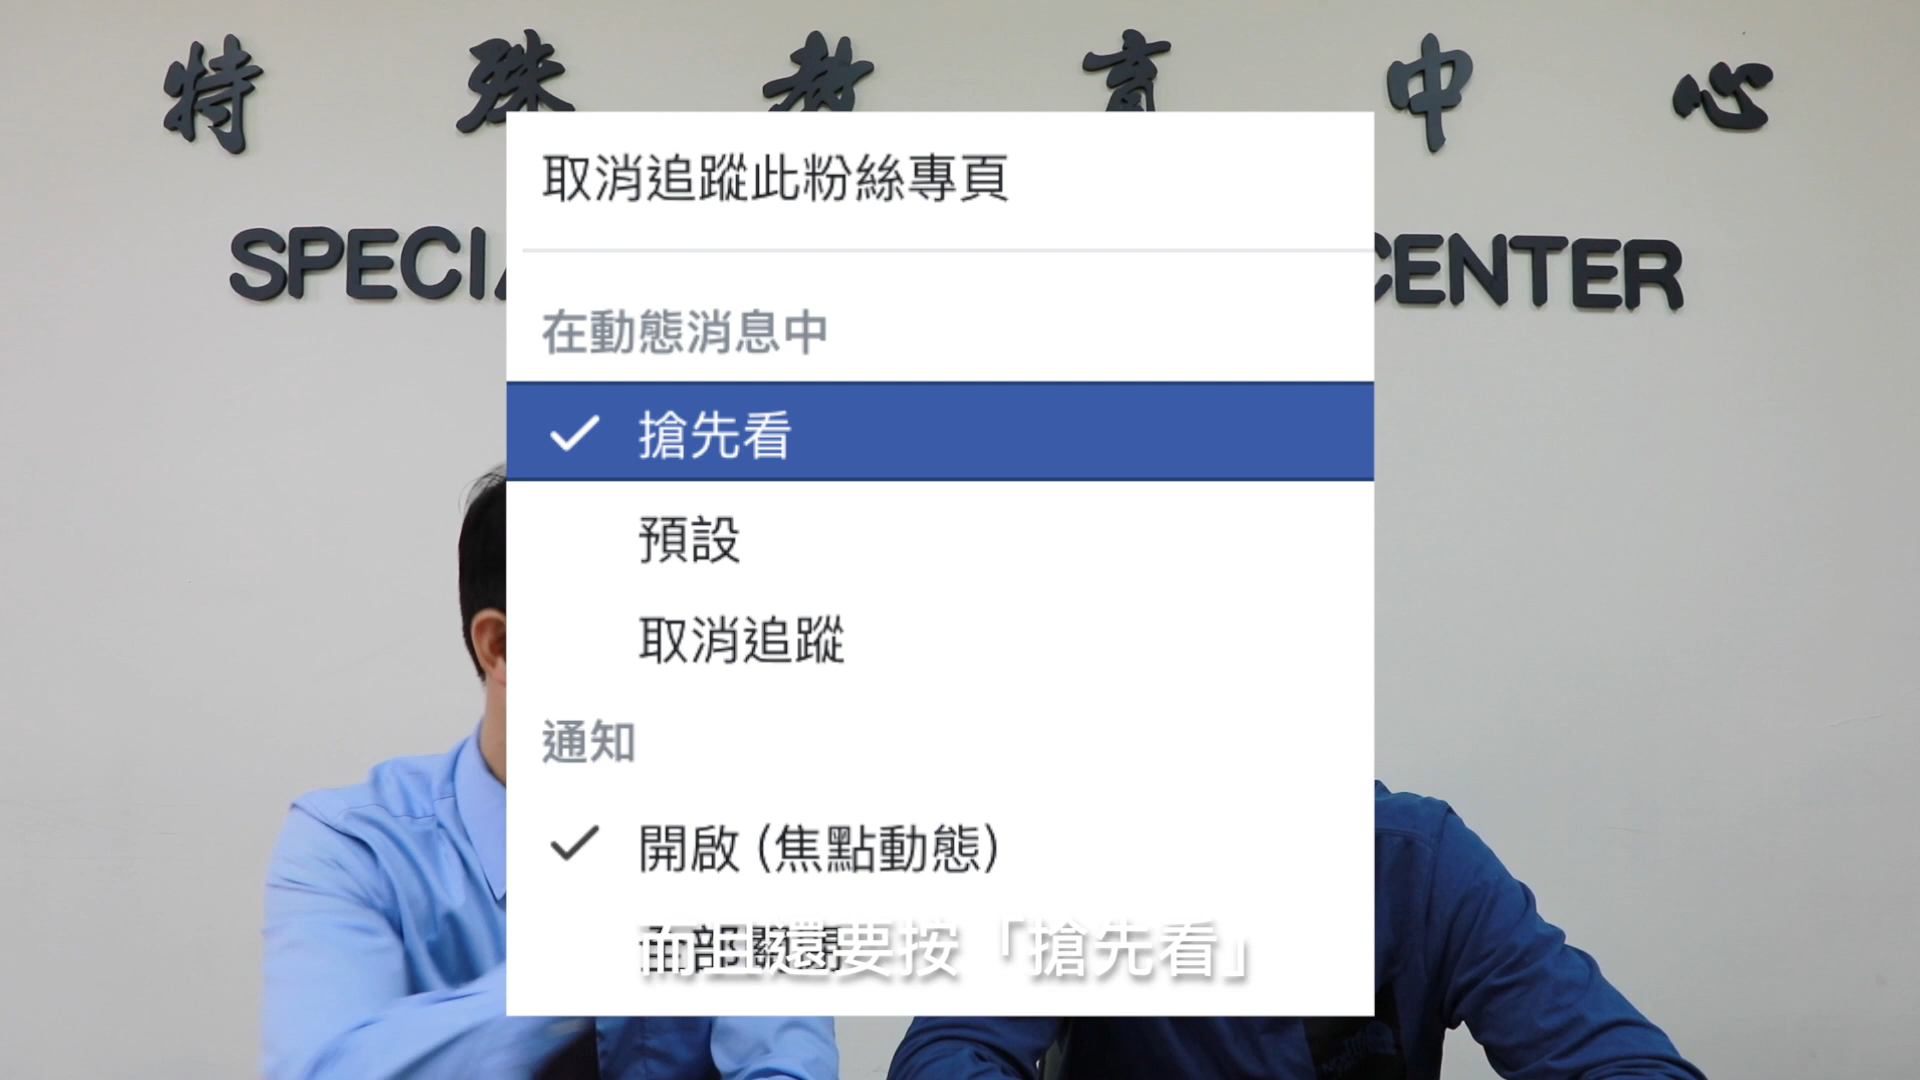 特殊教育中心
SPECI
CENTER
取消追蹤此粉絲專頁
在動態消息中
搶先看
預設
取消追蹤
通知
開啟 (焦點動態)
而且還要按「搶先看」